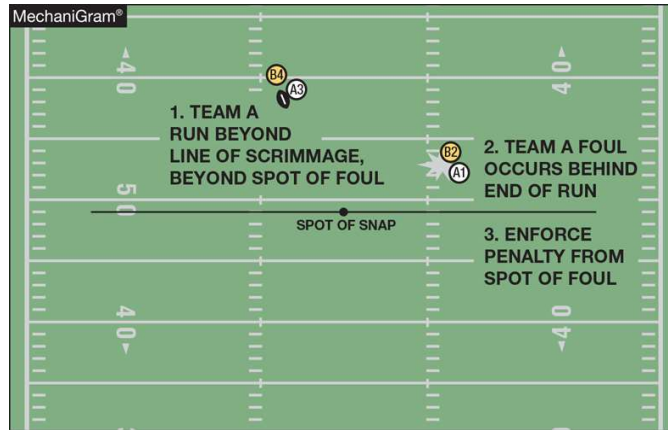 MechaniGram®
40
40
B4
A3
1. TEAM A
RUN BEYOND
LINE OF SCRIMMAGE,
BEYOND SPOT OF FOUL
B2
A1
2. TEAM A FOUL
OCCURS BEHIND
END OF RUN
50
SPOT OF SNAP
3. ENFORCE
PENALTY FROM
SPOT OF FOUL
40
40